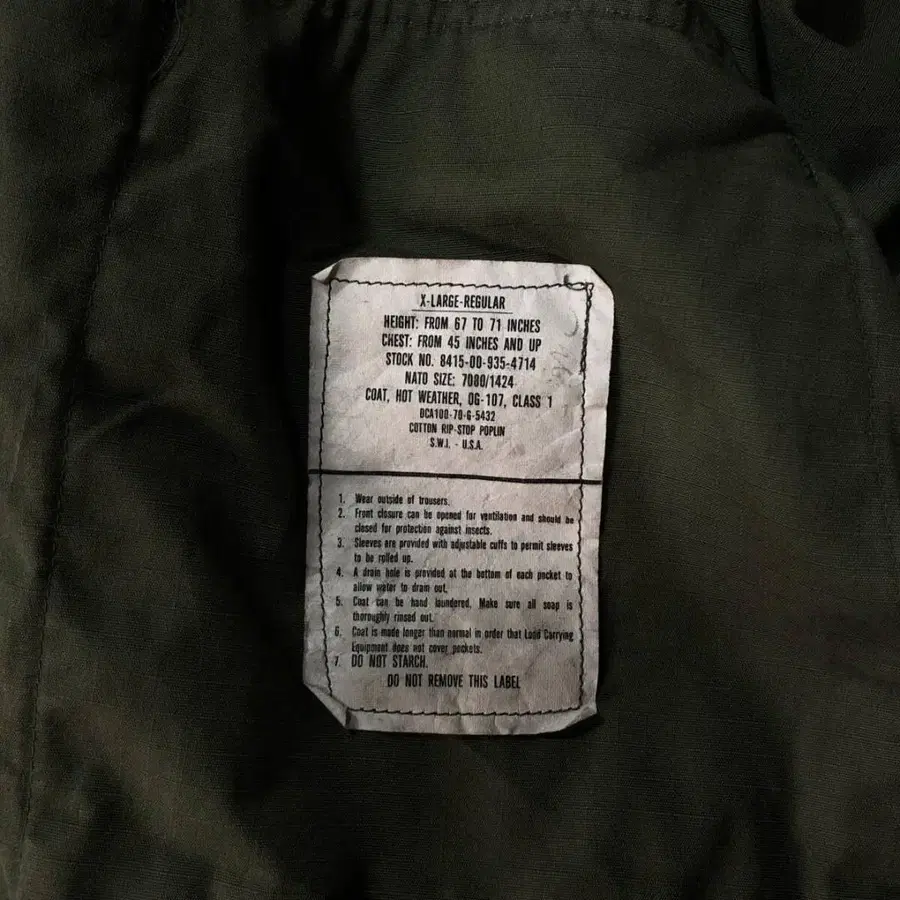 X-LARGE-REGULAR
HEIGHT: FROM 67 TO 71 INCHES
CHEST: FROM 45 INCHES AND UP
STOCK NO. 8415-00-935-4714
NATO SIZE: 7080/1424
COAT, HOT WEATHER, OG-107, CLASS 1
DCA100-70-G-5432
COTTON RIP-STOP POPLIN
S.W.I. - U.S.A.
1. Wear outside of trousers.
2. Front closure can be opened for ventilation and should be
closed for protection against insects.
3. Sleeves are provided with adjustable cuffs to permit sleeves
to be rolled up.
4. A drain hole is provided at the bottom of each pocket to
allow water to drain out.
5. Coat can be hand laundered. Make sure all soap is
thoroughly rinsed out.
6. Coat is made longer than normal in order that Load Carrying
Equipment does not cover pockets.
7. DO NOT STARCH.
DO NOT REMOVE THIS LABEL